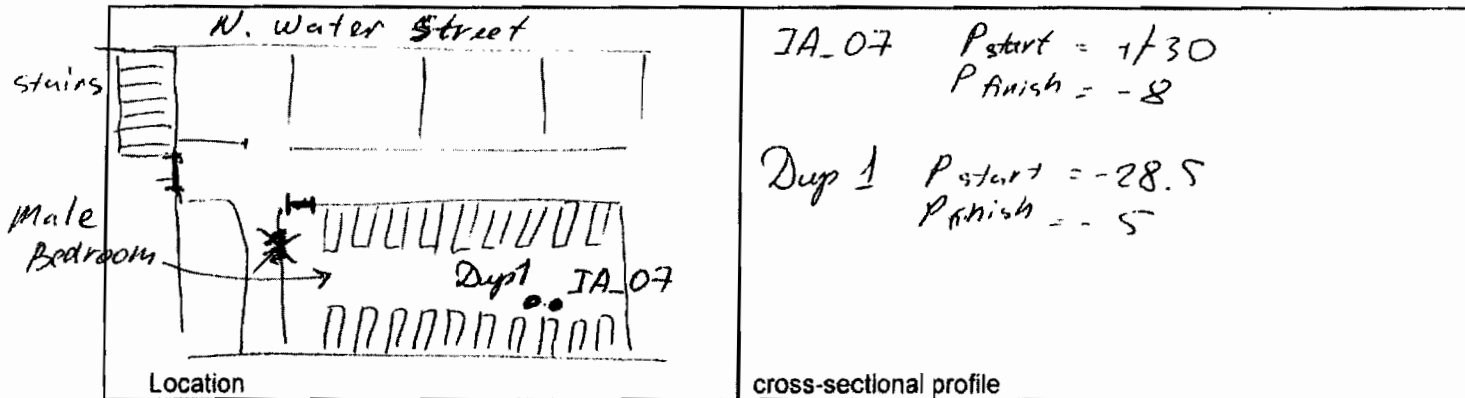 N. Water Street
stairs
Male
Bedroom
Dup1 IA_07
Location
IA_07 Pstart = +/30
Pfinish = -8
Dup 1 Pstart = -28.5
Pfinish = -5
cross-sectional profile